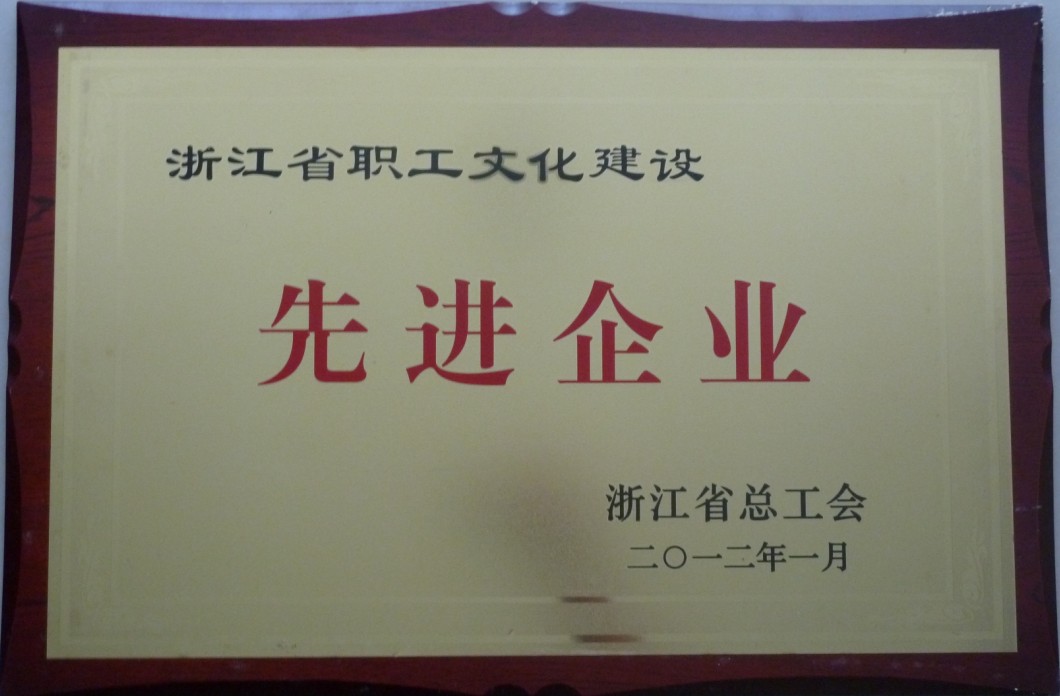 浙江省职工文化建设
先进企业
浙江省总工会
二〇一二年一月